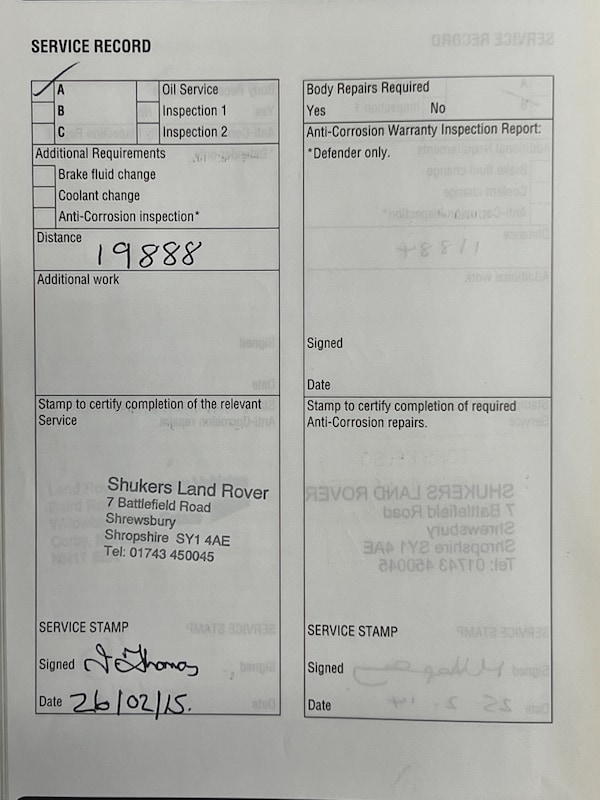 SERVICE RECORD
A Oil Service
B Inspection 1
C Inspection 2
Additional Requirements
Brake fluid change
Coolant change
Anti-Corrosion inspection*
Distance
19888
Additional work
Stamp to certify completion of the relevant
Service
Shukers Land Rover
7 Battlefield Road
Shrewsbury
Shropshire SY1 4AE
Tel: 01743 450045
SERVICE STAMP
Signed
Date 26/02/15.
Body Repairs Required
Yes No
Anti-Corrosion Warranty Inspection Report:
*Defender only.
Signed
Date
Stamp to certify completion of required
Anti-Corrosion repairs.
SERVICE STAMP
Signed
Date